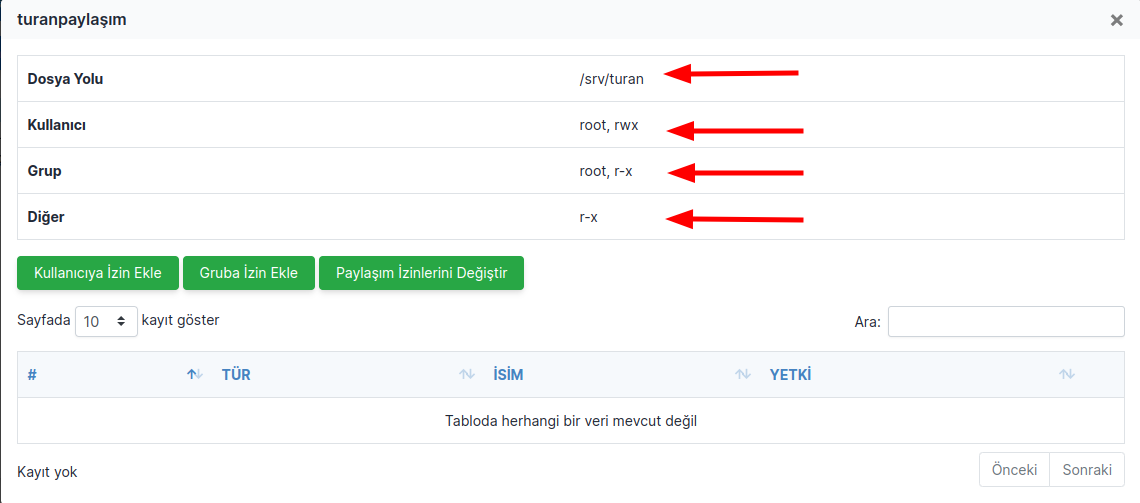 turanpaylaşım
Dosya Yolu /srv/turan
Kullanıcı root, rwx
Grup root, r-x
Diğer r-x
Kullanıcıya İzin Ekle Gruba İzin Ekle Paylaşım İzinlerini Değiştir
Sayfada 10 kayıt göster Ara:
# TÜR İSİM YETKİ
Tabloda herhangi bir veri mevcut değil
Kayıt yok Önceki Sonraki